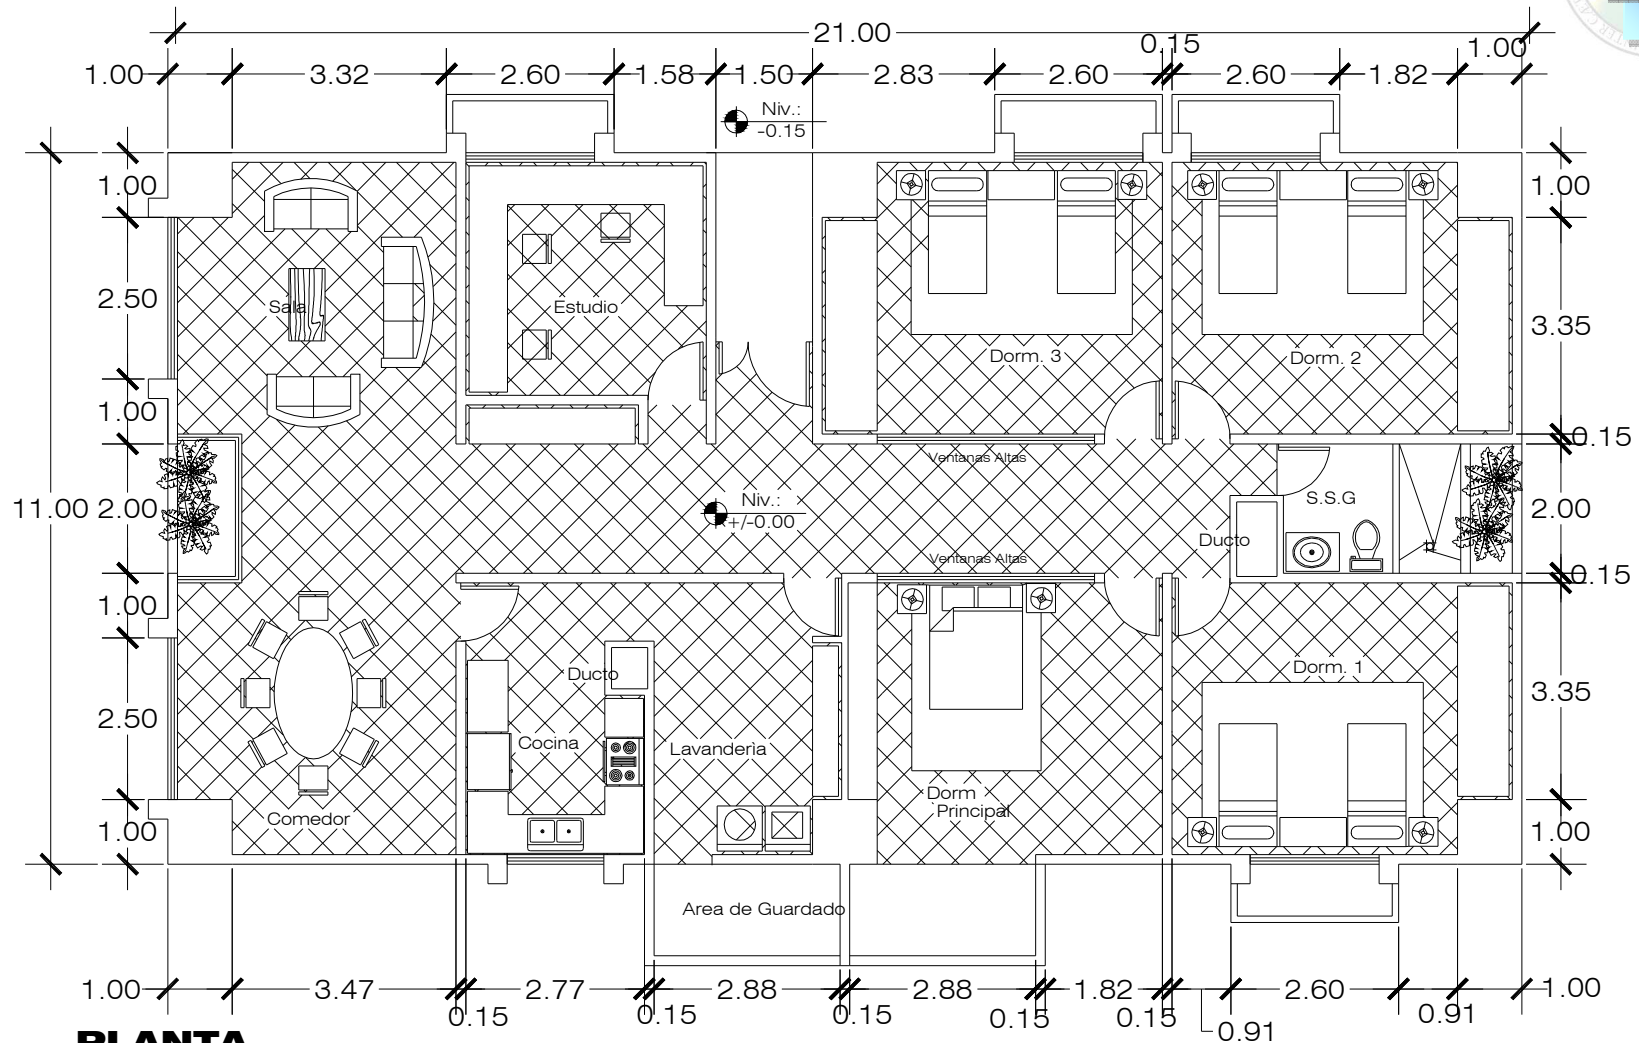 21.00
0.15
1.00
1.00 3.32 2.60 1.58 1.50 2.83 2.60 2.60 1.82
Niv.:
-0.15
1.00
1.00
2.50
Sala
Estudio
3.35
Dorm. 3
Dorm. 2
1.00
0.15
Ventanas Altas
11.00 2.00
Niv.:
+/-0.00
S.S.G
2.00
Ducto
Ventanas Altas
0.15
1.00
Dorm. 1
Ducto
3.35
2.50
Cocina
Lavanderìa
Dorm
Principal
Comedor
1.00
1.00
Area de Guardado
1.00 3.47 2.77 2.88 2.88 1.82 2.60 1.00
0.15 0.15 0.15 0.15 0.15 0.91 0.91
PLANTA